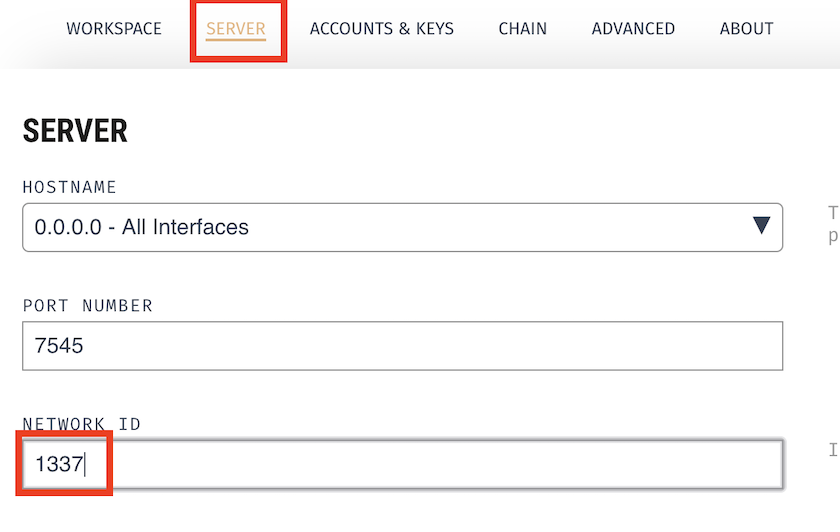 WORKSPACE SERVER ACCOUNTS & KEYS CHAIN ADVANCED ABOUT
SERVER
HOSTNAME
0.0.0.0 - All Interfaces
T
p
PORT NUMBER
7545
NETWORK ID
I
1337